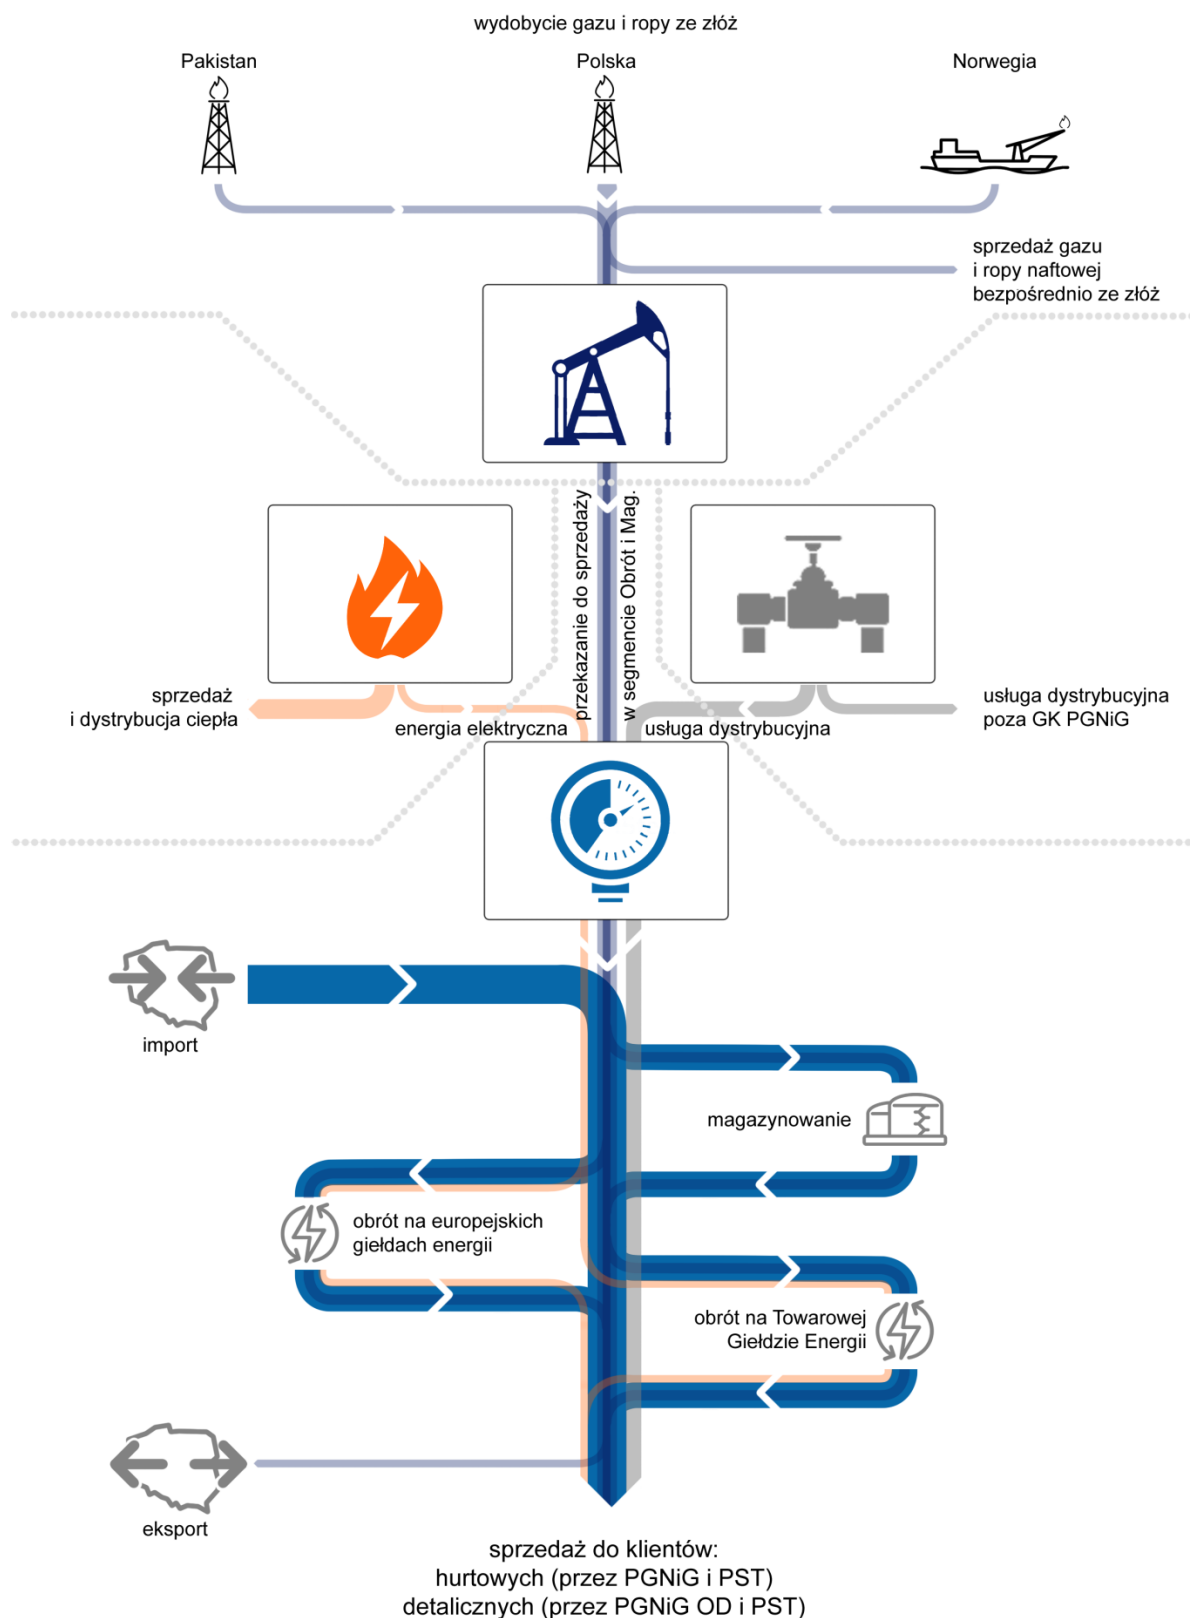 wydobycie gazu i ropy ze złóż
Pakistan
Polska
Norwegia
sprzedaż gazu
i ropy naftowej
bezpośrednio ze złóż
przekazanie do sprzedaży
w segmencie Obrót i Mag.
sprzedaż
i dystrybucja ciepła
energia elektryczna
usługa dystrybucyjna
usługa dystrybucyjna
poza GK PGNiG
import
magazynowanie
obrót na europejskich
giełdach energii
obrót na Towarowej
Giełdzie Energii
eksport
sprzedaż do klientów:
hurtowych (przez PGNiG i PST)
detalicznych (przez PGNiG OD i PST)